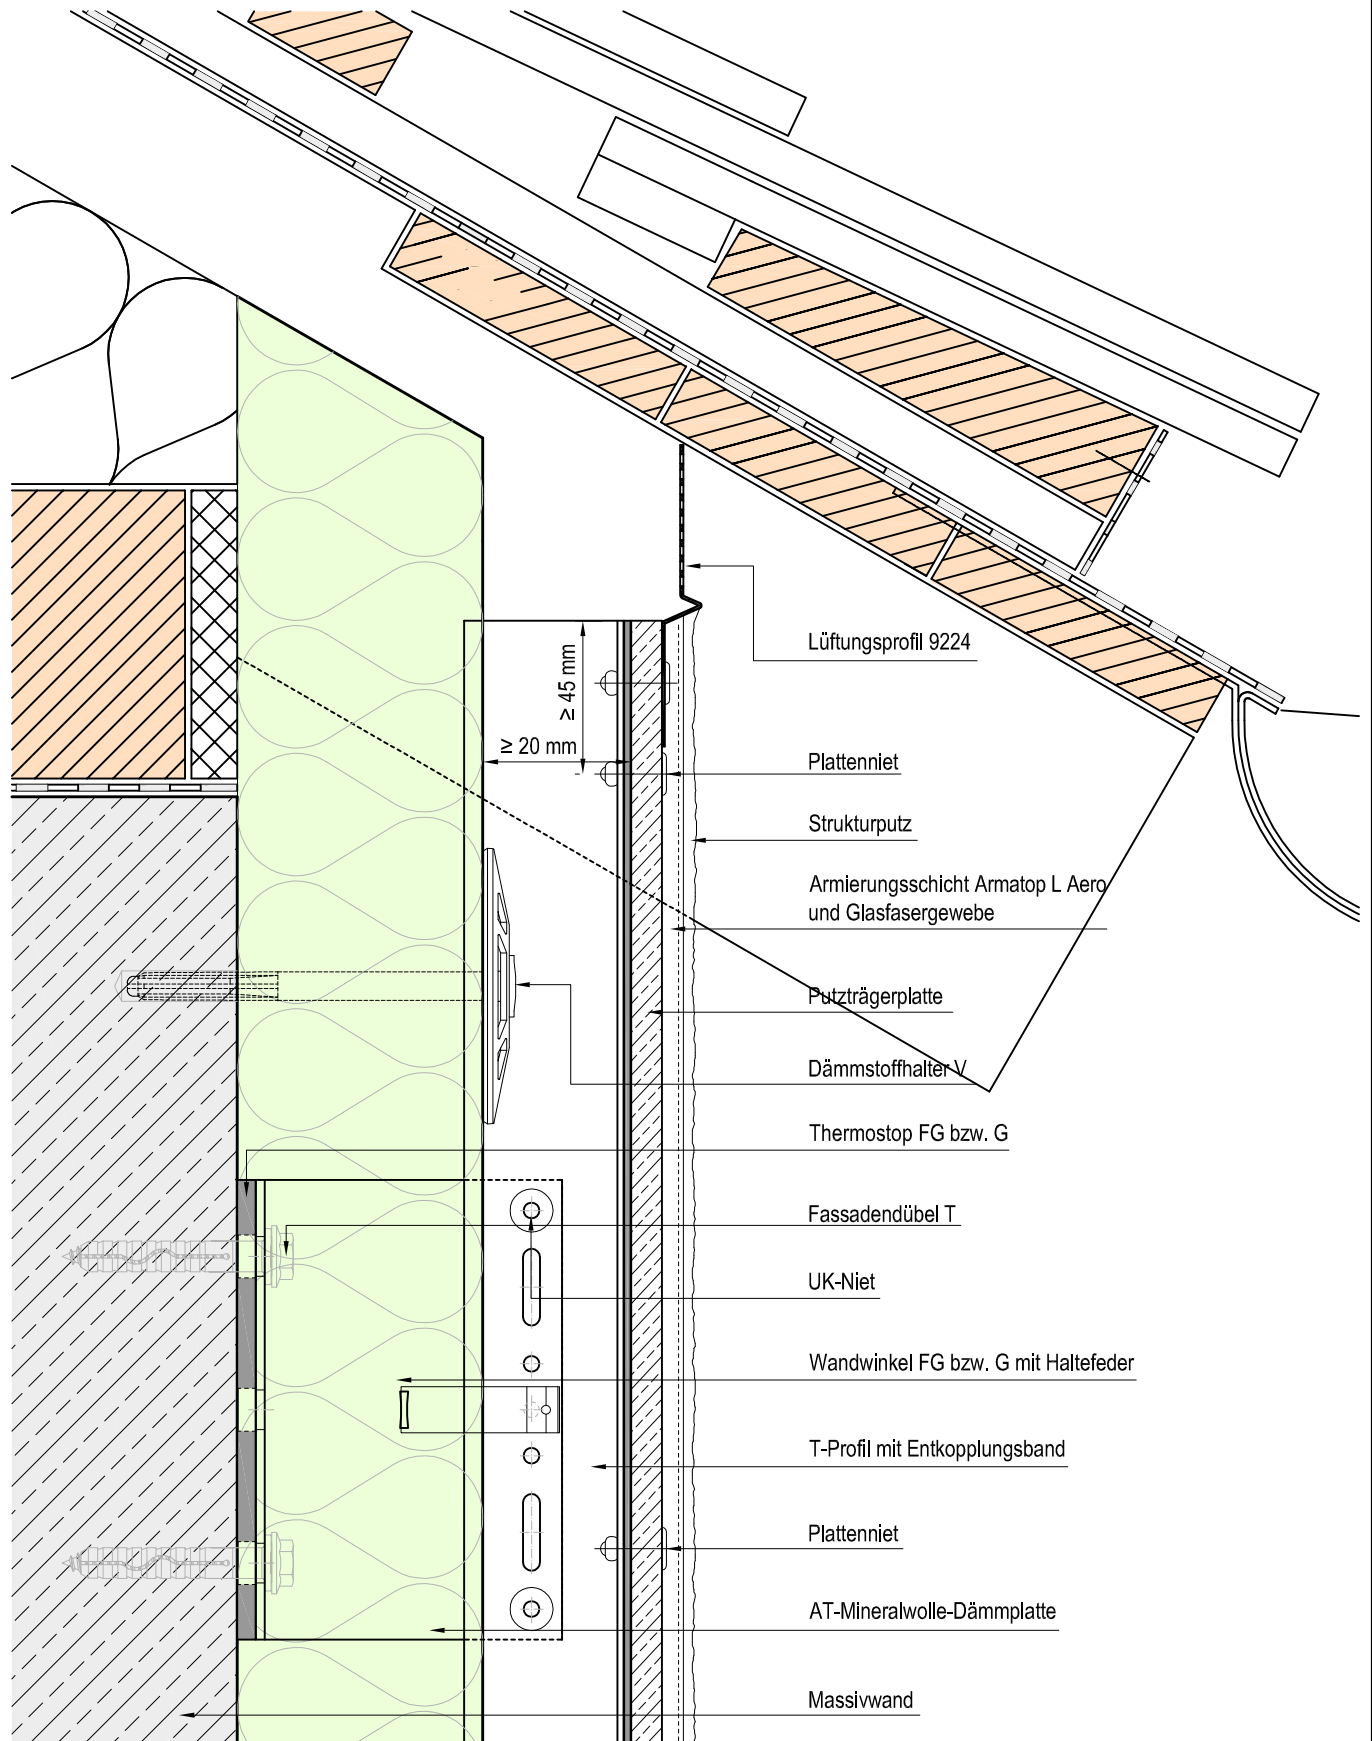 Lüftungsprofil 9224
≥ 45 mm
≥ 20 mm
Plattenniet
Strukturputz
Armierungsschicht Armatop L Aero
und Glasfasergewebe
Putzträgerplatte
Dämmstoffhalter V
Thermostop FG bzw. G
Fassadendübel T
UK-Niet
Wandwinkel FG bzw. G mit Haltefeder
T-Profil mit Entkopplungsband
Plattenniet
AT-Mineralwolle-Dämmplatte
Massivwand